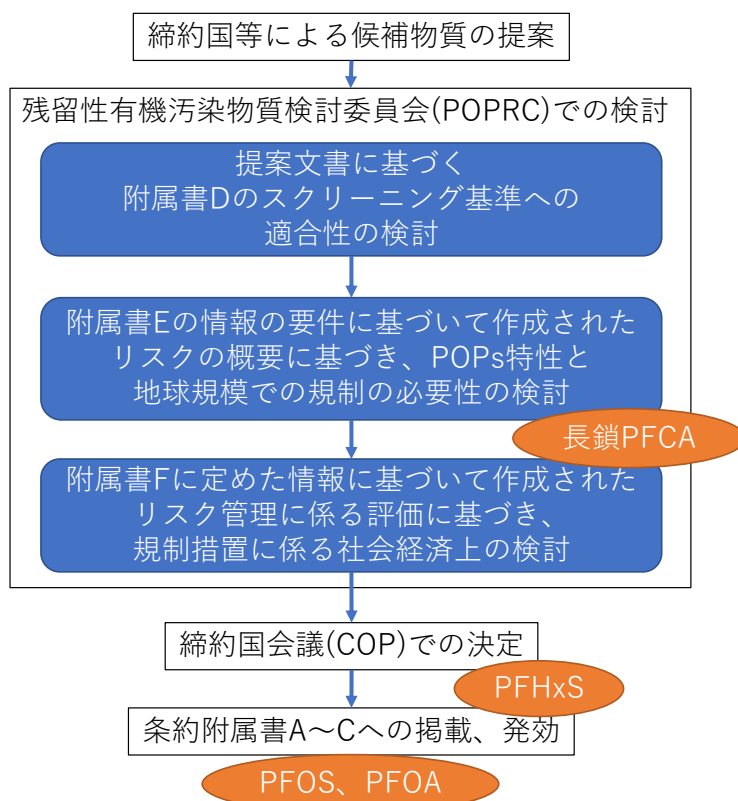 締約国等による候補物質の提案
残留性有機汚染物質検討委員会(POPRC)での検討
提案文書に基づく
附属書Dのスクリーニング基準への
適合性の検討
附属書Eの情報の要件に基づいて作成された
リスクの概要に基づき、POPs特性と
地球規模での規制の必要性の検討
長鎖PFCA
附属書Fに定めた情報に基づいて作成された
リスク管理に係る評価に基づき、
規制措置に係る社会経済上の検討
締約国会議(COP)での決定
PFHxS
条約附属書A～Cへの掲載、発効
PFOS、PFOA